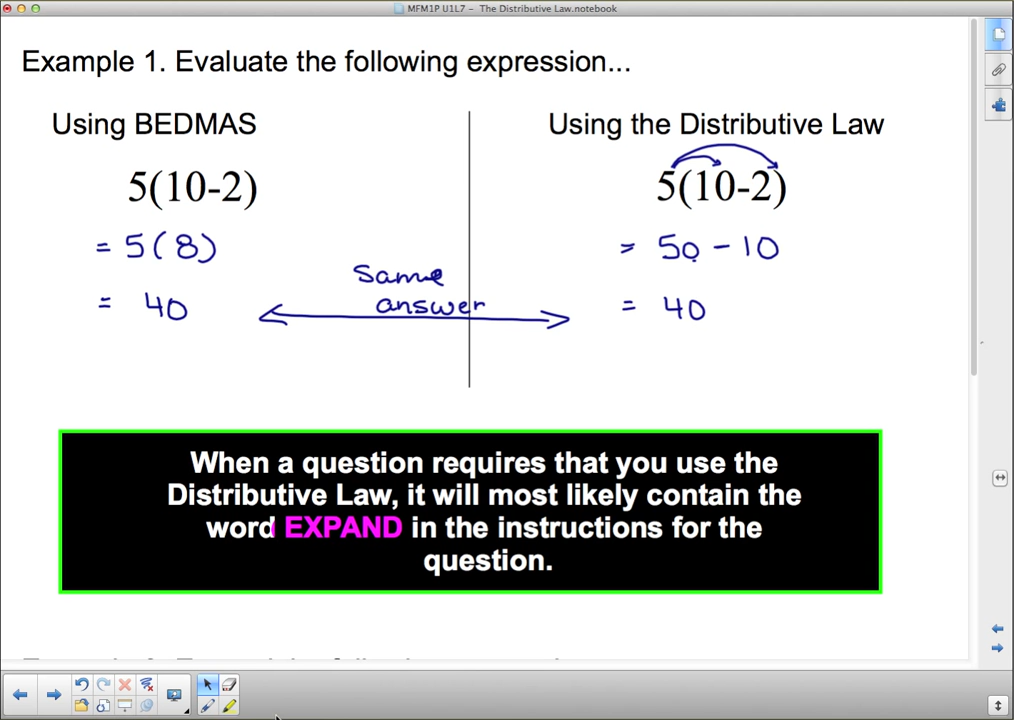 MFM1P U1L7 – The Distributive Law.notebook
Example 1. Evaluate the following expression...
Using BEDMAS
5(10-2)
= 5(8)
= 40
Same
answer
Using the Distributive Law
5(10-2)
= 50 - 10
= 40
When a question requires that you use the
Distributive Law, it will most likely contain the
word EXPAND in the instructions for the
question.